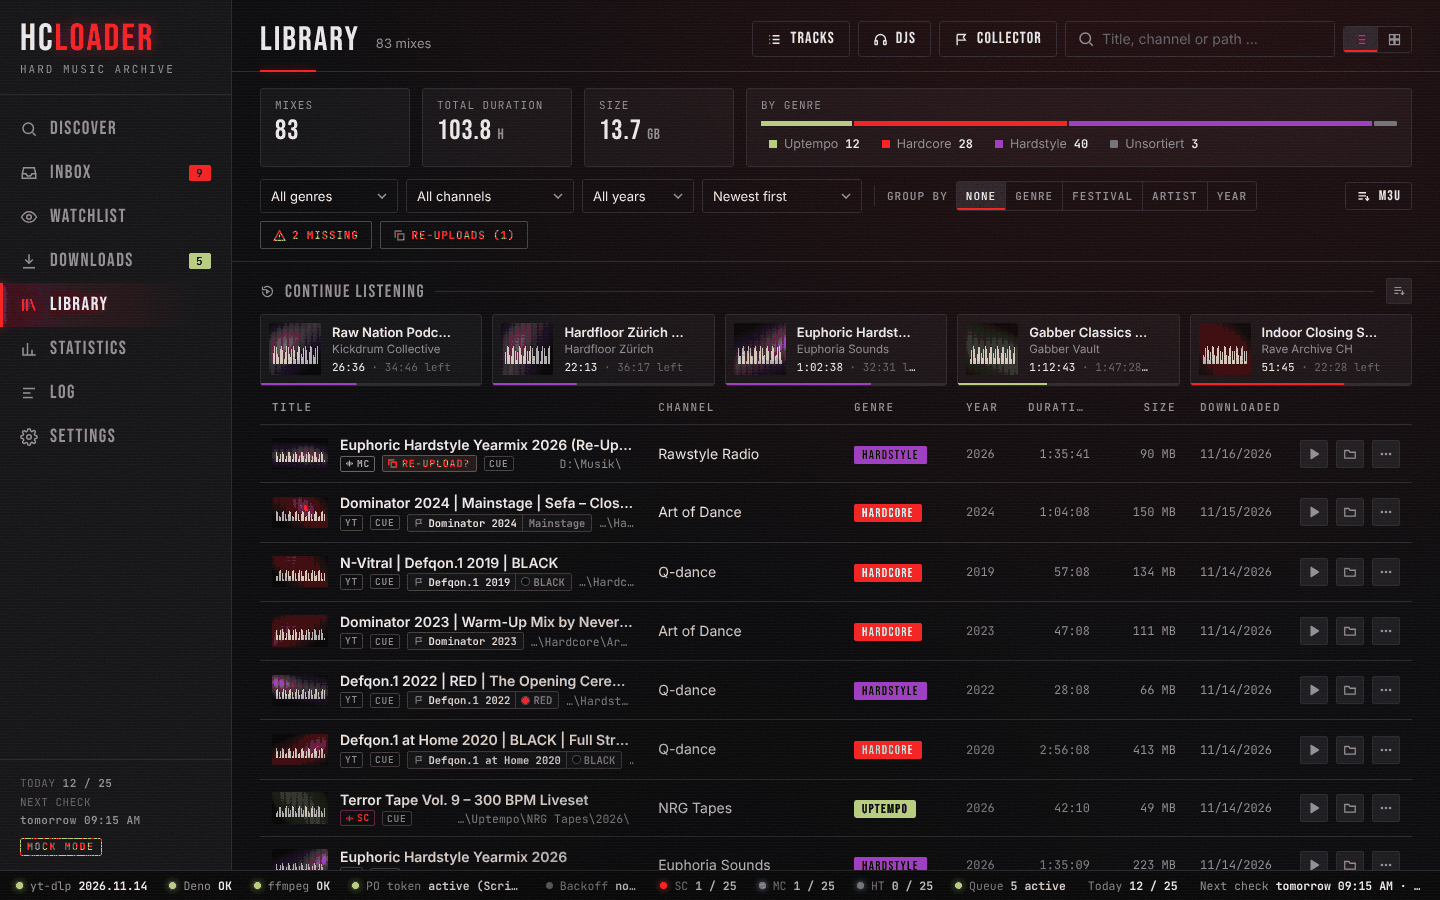 HCLOADER
HARD MUSIC ARCHIVE
DISCOVER
INBOX 9
WATCHLIST
DOWNLOADS 5
LIBRARY
STATISTICS
LOG
SETTINGS
TODAY 12 / 25
NEXT CHECK
tomorrow 09:15 AM
MOCK MODE
LIBRARY 83 mixes
TRACKS DJS COLLECTOR Title, channel or path ...
MIXES
83
TOTAL DURATION
103.8 H
SIZE
13.7 GB
BY GENRE
Uptempo 12 Hardcore 28 Hardstyle 40 Unsortiert 3
All genres All channels All years Newest first GROUP BY NONE GENRE FESTIVAL ARTIST YEAR M3U
2 MISSING RE-UPLOADS (1)
CONTINUE LISTENING
Raw Nation Podc...
Kickdrum Collective
26:36 · 34:46 left
Hardfloor Zürich ...
Hardfloor Zürich
22:13 · 36:17 left
Euphoric Hardst...
Euphoria Sounds
1:02:38 · 32:31 l...
Gabber Classics ...
Gabber Vault
1:12:43 · 1:47:28...
Indoor Closing S...
Rave Archive CH
51:45 · 22:28 left
TITLE CHANNEL GENRE YEAR DURATI... SIZE DOWNLOADED
Euphoric Hardstyle Yearmix 2026 (Re-Up...
MC RE-UPLOAD? CUE D:\Musik\
Rawstyle Radio HARDSTYLE 2026 1:35:41 90 MB 11/16/2026
Dominator 2024 | Mainstage | Sefa – Clos...
YT CUE Dominator 2024 Mainstage ...\Ha...
Art of Dance HARDCORE 2024 1:04:08 150 MB 11/15/2026
N-Vitral | Defqon.1 2019 | BLACK
YT CUE Defqon.1 2019 BLACK ...\Hardc...
Q-dance HARDCORE 2019 57:08 134 MB 11/14/2026
Dominator 2023 | Warm-Up Mix by Never...
YT CUE Dominator 2023 ...\Hardcore\Ar...
Art of Dance HARDCORE 2023 47:08 111 MB 11/14/2026
Defqon.1 2022 | RED | The Opening Cere...
YT CUE Defqon.1 2022 RED ...\Hardst...
Q-dance HARDSTYLE 2022 28:08 66 MB 11/14/2026
Defqon.1 at Home 2020 | BLACK | Full Str...
YT CUE Defqon.1 at Home 2020 BLACK
Q-dance HARDCORE 2020 2:56:08 413 MB 11/14/2026
Terror Tape Vol. 9 – 300 BPM Liveset
SC CUE ...\Uptempo\NRG Tapes\2026\
NRG Tapes UPTEMPO 2026 42:10 49 MB 11/14/2026
Euphoric Hardstyle Yearmix 2026
Euphoria Sounds HARDSTYLE 2026 1:35:09 223 MB 11/14/2026
yt-dlp 2026.11.14 Deno OK ffmpeg OK PO token active (Scri... Backoff no... SC 1 / 25 MC 1 / 25 HT 0 / 25 Queue 5 active Today 12 / 25 Next check tomorrow 09:15 AM · ...